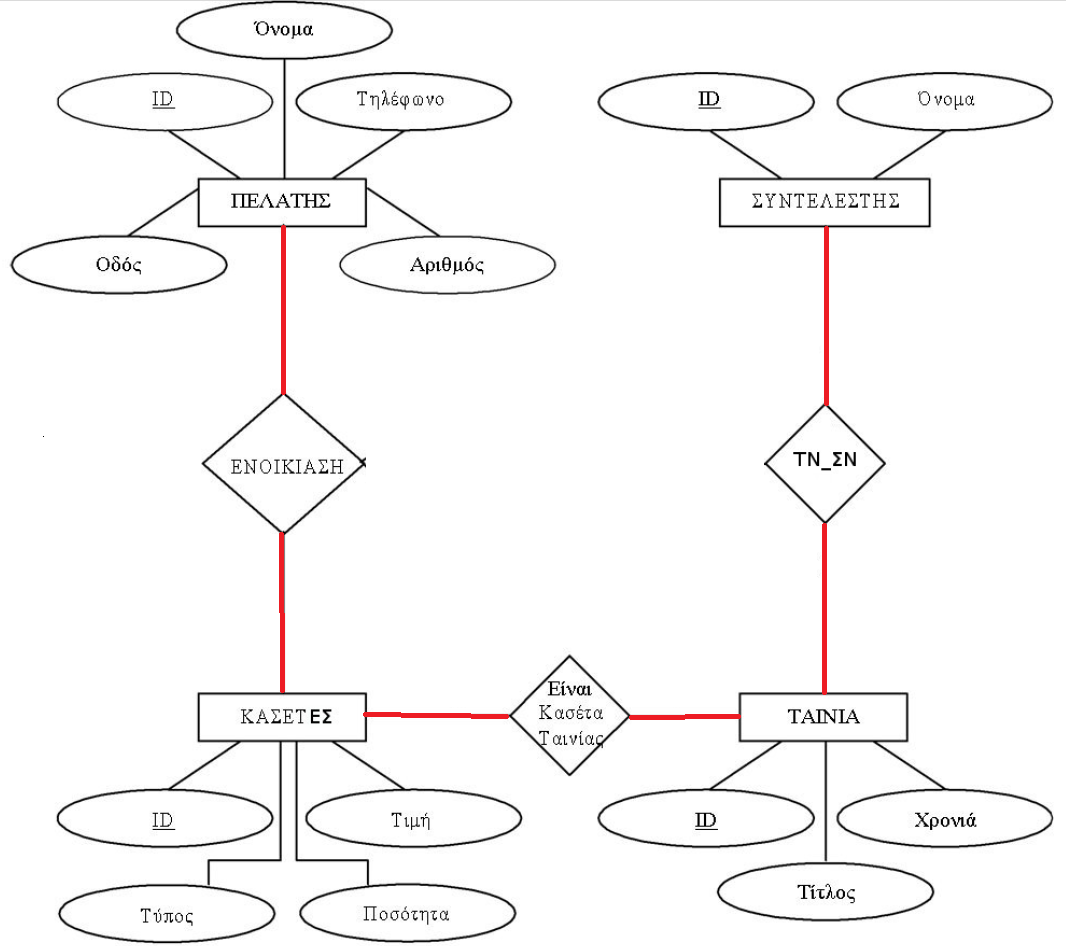 Όνομα
ID
Τηλέφωνο
ID
Όνομα
ΠΕΛΑΤΗΣ
ΣΥΝΤΕΛΕΣΤΗΣ
Οδός
Αριθμός
ΕΝΟΙΚΙΑΣΗ
ΤΝ_ΣΝ
ΚΑΣΕΤΕΣ
Είναι
Κασέτα
Ταινίας
ΤΑΙΝΙΑ
ID
Τιμή
ID
Χρονιά
Τύπος
Ποσότητα
Τίτλος